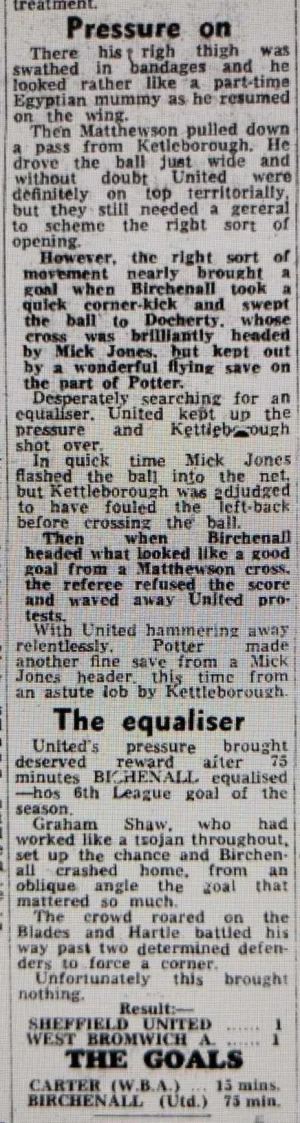 treatment.
Pressure on
There his righ thigh was
swathed in bandages and he
looked rather like a part-time
Egyptian mummy as he resumed
on the wing.
Then Matthewson pulled down
a pass from Ketleborough. He
drove the ball just wide and
without doubt United were
definitely on top territorially,
but they still needed a gereral
to scheme the right sort of
opening.
However, the right sort of
movement nearly brought a
goal when Birchenall took a
quick corner-kick and swept
the ball to Docherty, whose
cross was brilliantly headed
by Mick Jones, but kept out
by a wonderful flying save on
the part of Potter.
Desperately searching for an
equaliser, United kept up the
pressure and Kettleborough
shot over.
In quick time Mick Jones
flashed the ball into the net,
but Kettleborough was adjudged
to have fouled the left-back
before crossing the ball.
Then when Birchenall
headed what looked like a good
goal from a Matthewson cross,
the referee refused the score
and waved away United pro-
tests.
With United hammering away
relentlessly, Potter made
another fine save from a Mick
Jones header, this time from
an astute lob by Kettleborough.
The equaliser
United's pressure brought
deserved reward after 75
minutes BICHENALL equalised
—hos 6th League goal of the
season.
Graham Shaw, who had
worked like a tsojan throughout,
set up the chance and Birchen-
all crashed home, from an
oblique angle the goal that
mattered so much.
The crowd roared on the
Blades and Hartle battled his
way past two determined defen-
ders to force a corner.
Unfortunately this brought
nothing.
Result:—
SHEFFIELD UNITED ...... 1
WEST BROMWICH A. ...... 1
THE GOALS
CARTER (W.B.A.) ... 15 mins.
BIRCHENALL (Utd.) 75 min.